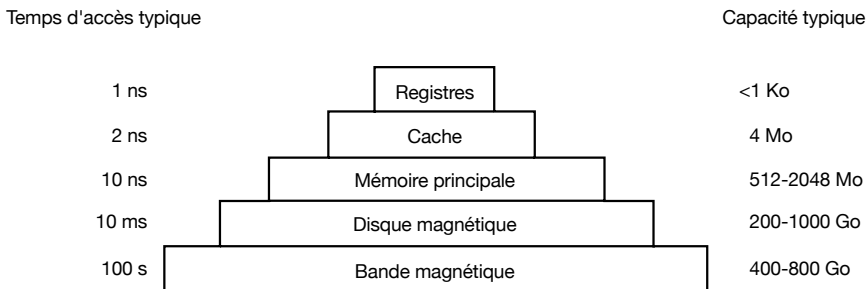 Temps d'accès typique Capacité typique
1 ns Registres <1 Ko
2 ns Cache 4 Mo
10 ns Mémoire principale 512-2048 Mo
10 ms Disque magnétique 200-1000 Go
100 s Bande magnétique 400-800 Go